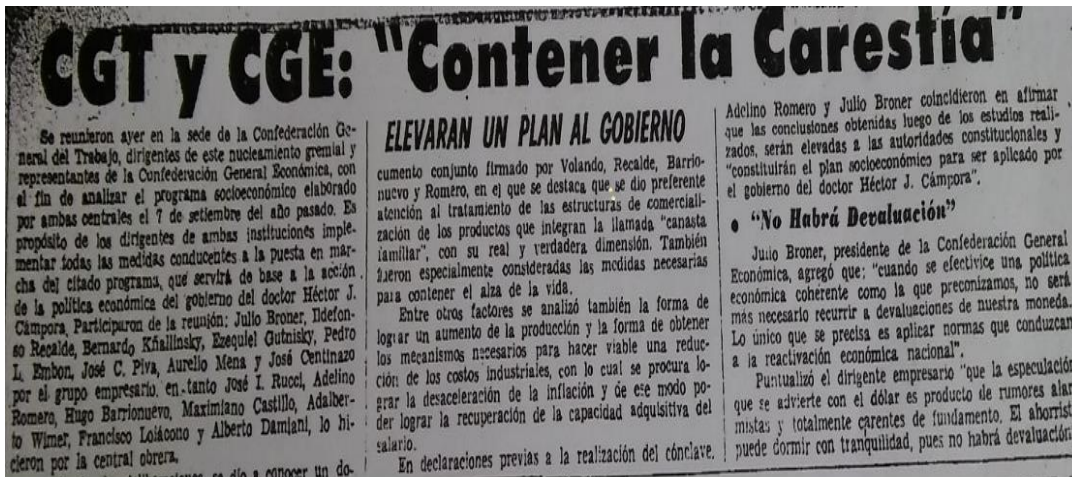 CGT y CGE: "Contener la Carestía"
Se reunieron ayer en la sede de la Confederación Ge-
neral del Trabajo, dirigentes de este nucleamiento gremial y
representantes de la Confederación General Económica, con
el fin de analizar el programa socioeconómico elaborado
por ambas centrales el 7 de setiembre del año pasado. Es
propósito de los dirigentes de ambas instituciones imple-
mentar todas las medidas conducentes a la puesta en mar-
cha del citado programa, que servirá de base a la acción
de la política económica del gobierno del doctor Héctor J.
Cámpora. Participaron de la reunión: Julio Broner, Ildefon-
so Recalde, Bernardo Kñallinsky, Ezequiel Gutnisky, Pedro
L. Embon, José C. Piva, Aurelio Mena y José Centinazo
por el grupo empresario, en tanto José I. Rucci, Adelino
Romero, Hugo Barrionuevo, Maximiano Castillo, Adalber-
to Wimer, Francisco Loiácono y Alberto Damiani, lo hi-
cieron por la central obrera.
se dio a conocer un do-
ELEVARAN UN PLAN AL GOBIERNO
cumento conjunto firmado por Volando, Recalde, Barrio-
nuevo y Romero, en el que se destaca que se dio preferente
atención al tratamiento de las estructuras de comerciali-
zación de los productos que integran la llamada "canasta
familiar", con su real y verdadera dimensión. También
fueron especialmente consideradas las medidas necesarias
para contener el alza de la vida.
Entre otros factores se analizó también la forma de
lograr un aumento de la producción y la forma de obtener
los mecanismos necesarios para hacer viable una reduc-
ción de los costos industriales, con lo cual se procura lo-
grar la desaceleración de la inflación y de ese modo po-
der lograr la recuperación de la capacidad adquisitiva del
salario.
En declaraciones previas a la realización del cónclave,
Adelino Romero y Julio Broner coincidieron en afirmar
que las conclusiones obtenidas luego de los estudios reali-
zados, serán elevadas a las autoridades constitucionales y
"constituirán el plan socioeconómico para ser aplicado por
el gobierno del doctor Héctor J. Cámpora".
• "No Habrá Devaluación"
Julio Broner, presidente de la Confederación General
Económica, agregó que: "cuando se efectivice una política
económica coherente como la que preconizamos, no será
más necesario recurrir a devaluaciones de nuestra moneda.
Lo único que se precisa es aplicar normas que conduzcan
a la reactivación económica nacional".
Puntualizó el dirigente empresario "que la especulación
que se advierte con el dólar es producto de rumores alar
mistas y totalmente carentes de fundamento. El ahorrist
puede dormir con tranquilidad, pues no habrá devaluación